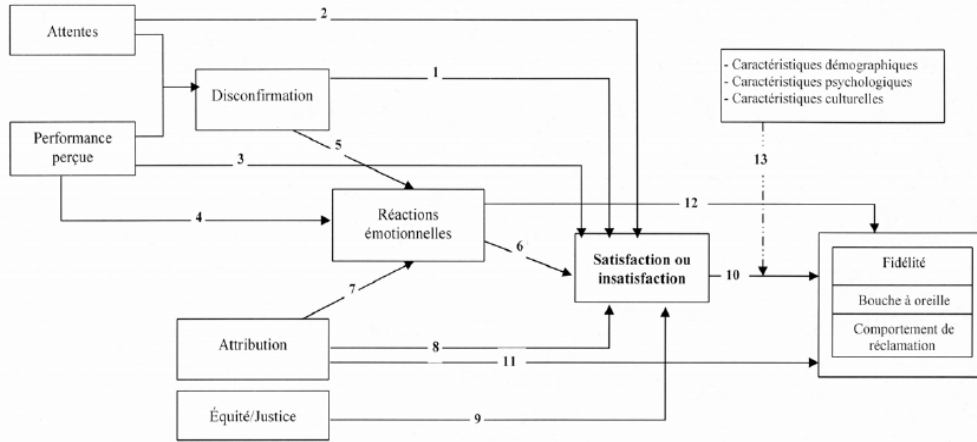 2
Attentes
1
- Caractéristiques démographiques
- Caractéristiques psychologiques
- Caractéristiques culturelles
Disconfirmation
Performance
perçue
5
3
13
4
Réactions
émotionnelles
12
6
Satisfaction ou
insatisfaction
10
Fidélité
Bouche à oreille
Comportement de
réclamation
7
Attribution
8
11
Équité/Justice
9